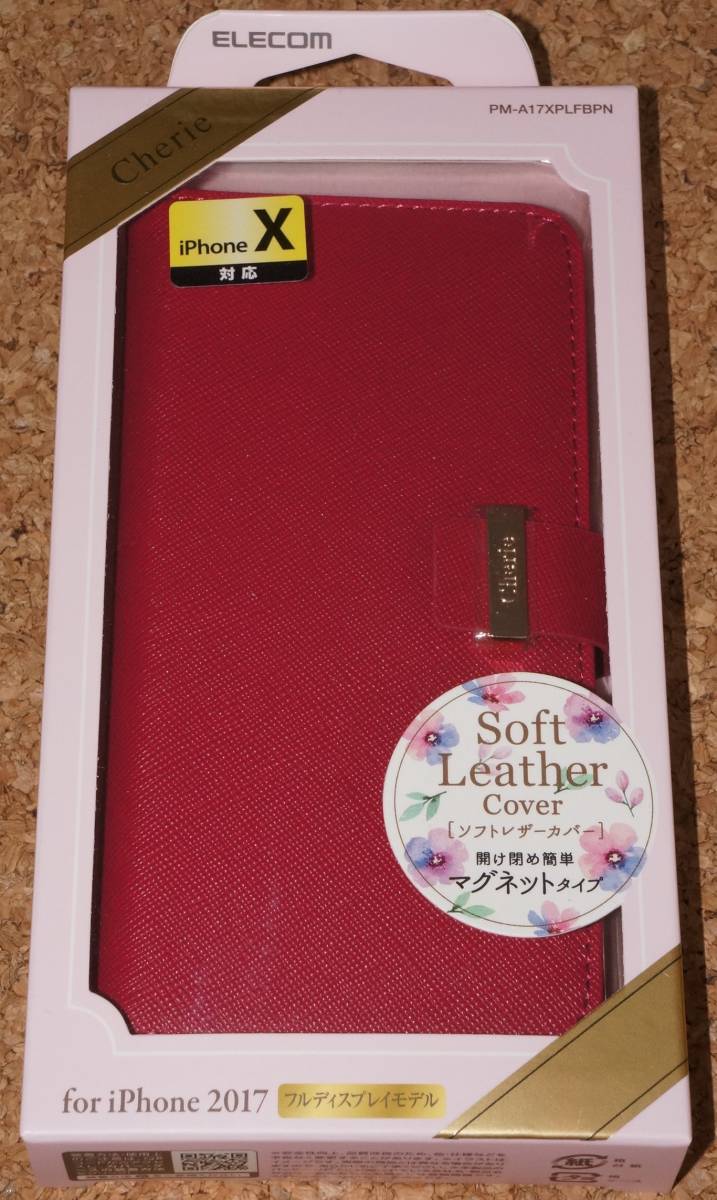 ELECOM
PM-A17XPLFBPN
Cherie
iPhone X
対応
Cherie
Soft
Leather
Cover
[ソフトレザーカバー]
開け閉め簡単
マグネットタイプ
for iPhone 2017 フルディスプレイモデル
紙